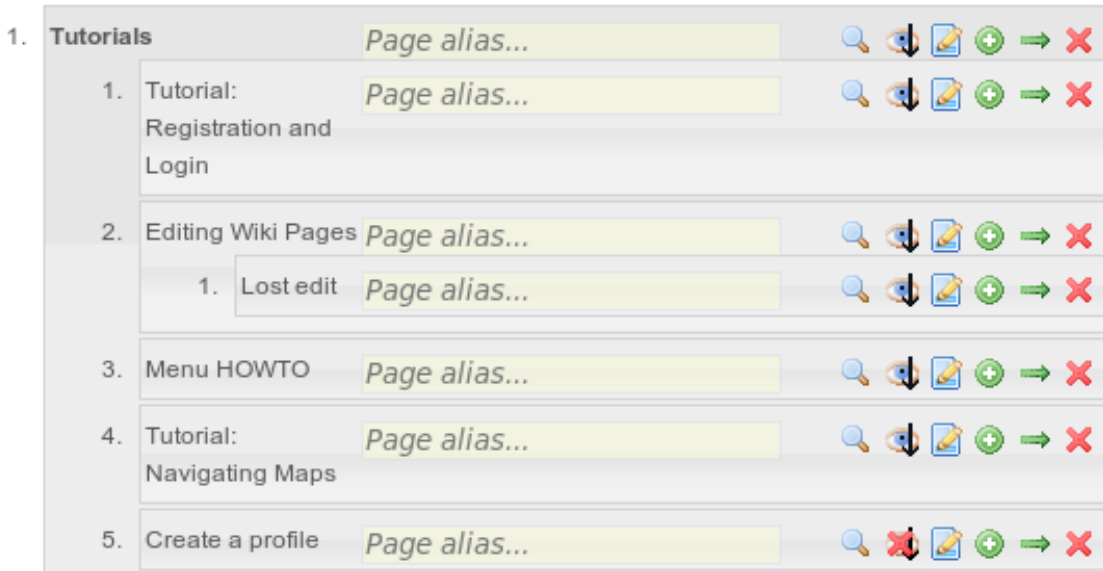 1. Tutorials Page alias...
1. Tutorial: Page alias...
Registration and
Login
2. Editing Wiki Pages Page alias...
1. Lost edit Page alias...
3. Menu HOWTO Page alias...
4. Tutorial: Page alias...
Navigating Maps
5. Create a profile Page alias...